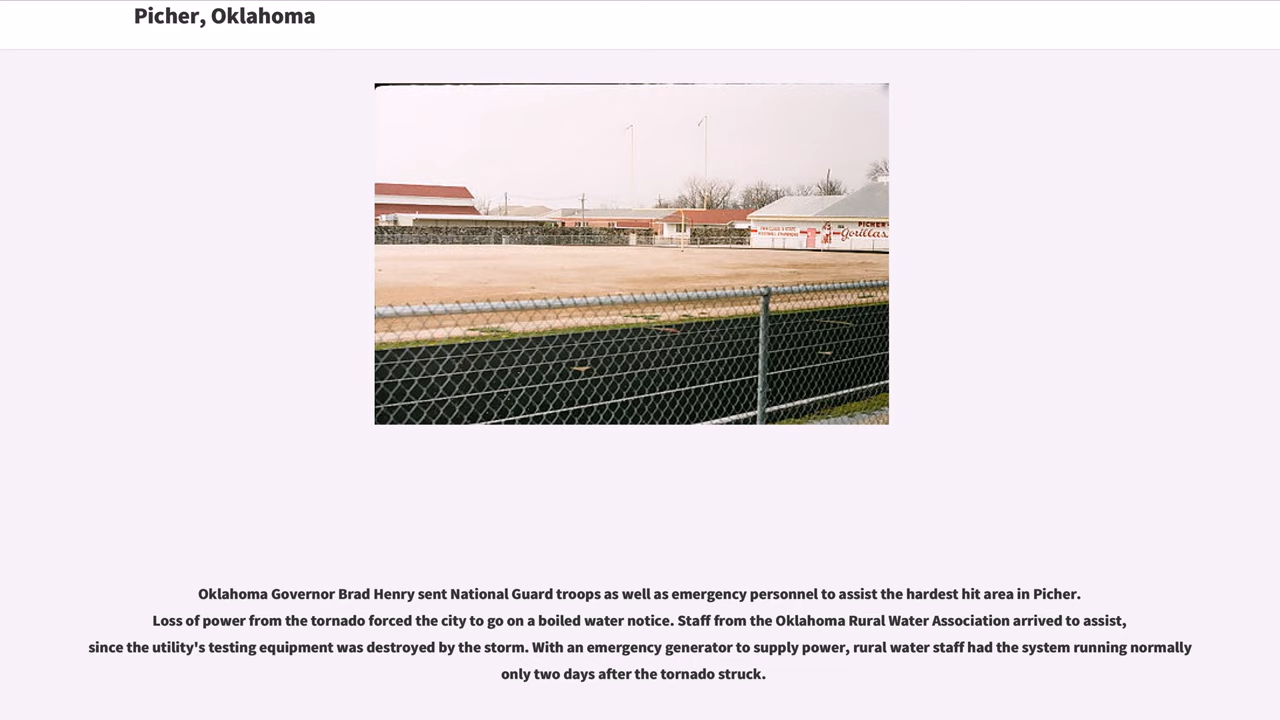 Picher, Oklahoma
PICHER
Gorillas
Oklahoma Governor Brad Henry sent National Guard troops as well as emergency personnel to assist the hardest hit area in Picher.
Loss of power from the tornado forced the city to go on a boiled water notice. Staff from the Oklahoma Rural Water Association arrived to assist,
since the utility's testing equipment was destroyed by the storm. With an emergency generator to supply power, rural water staff had the system running normally
only two days after the tornado struck.